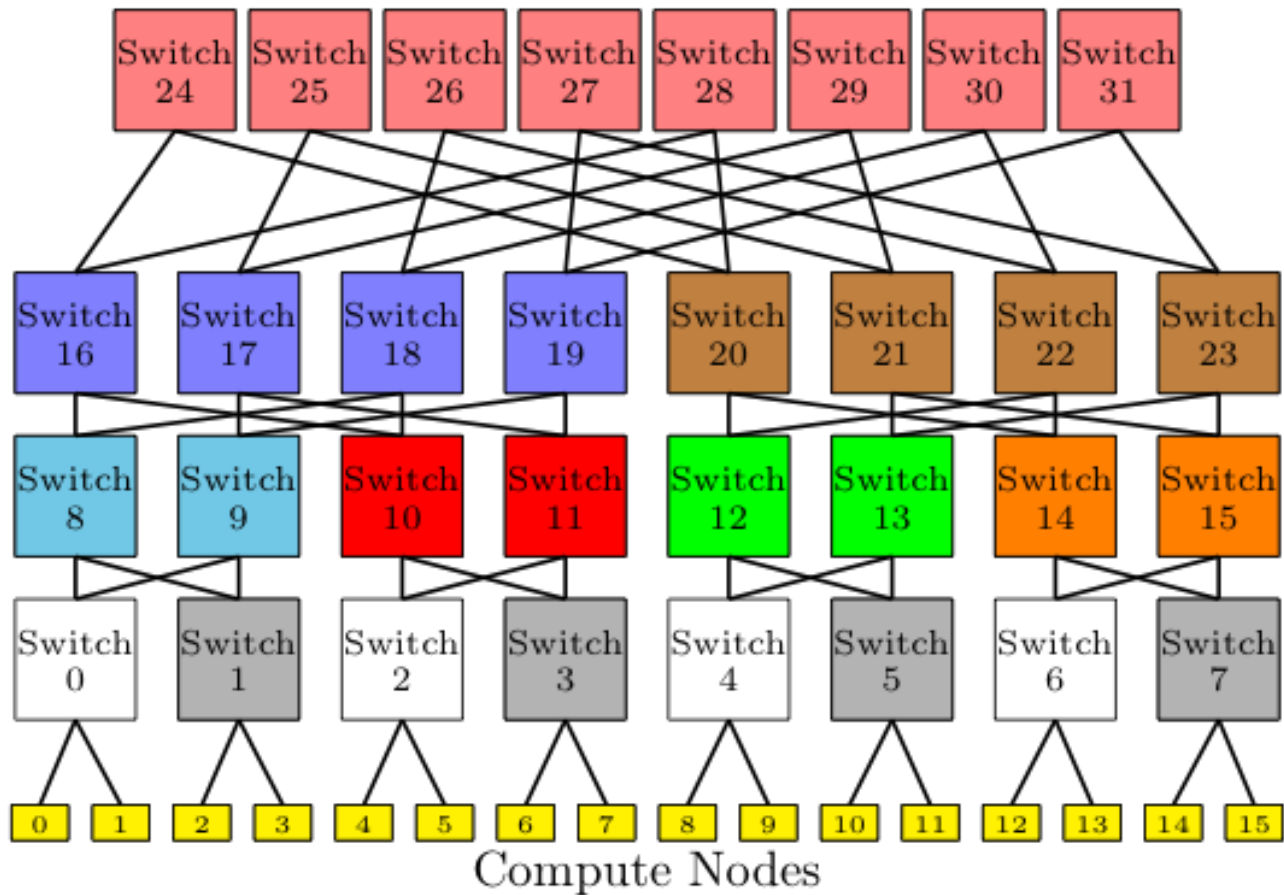 Switch Switch Switch Switch Switch Switch Switch Switch
24 25 26 27 28 29 30 31
Switch Switch Switch Switch Switch Switch Switch Switch
16 17 18 19 20 21 22 23
Switch Switch Switch Switch Switch Switch Switch Switch
8 9 10 11 12 13 14 15
Switch Switch Switch Switch Switch Switch Switch Switch
0 1 2 3 4 5 6 7
0 1 2 3 4 5 6 7 8 9 10 11 12 13 14 15
Compute Nodes